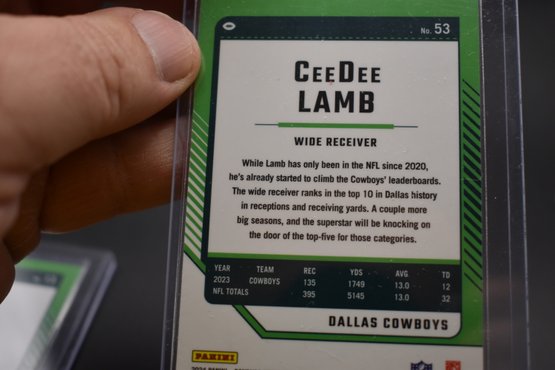 No. 53
CEEDEE
LAMB
WIDE RECEIVER
While Lamb has only been in the NFL since 2020,
he's already started to climb the Cowboys' leaderboards.
The wide receiver ranks in the top 10 in Dallas history
in receptions and receiving yards. A couple more
big seasons, and the superstar will be knocking on
the door of the top-five for those categories.
YEAR TEAM REC YDS AVG TD
2023 COWBOYS 135 1749 13.0 12
NFL TOTALS 395 5145 13.0 32
DALLAS COWBOYS
PANINI
NFL